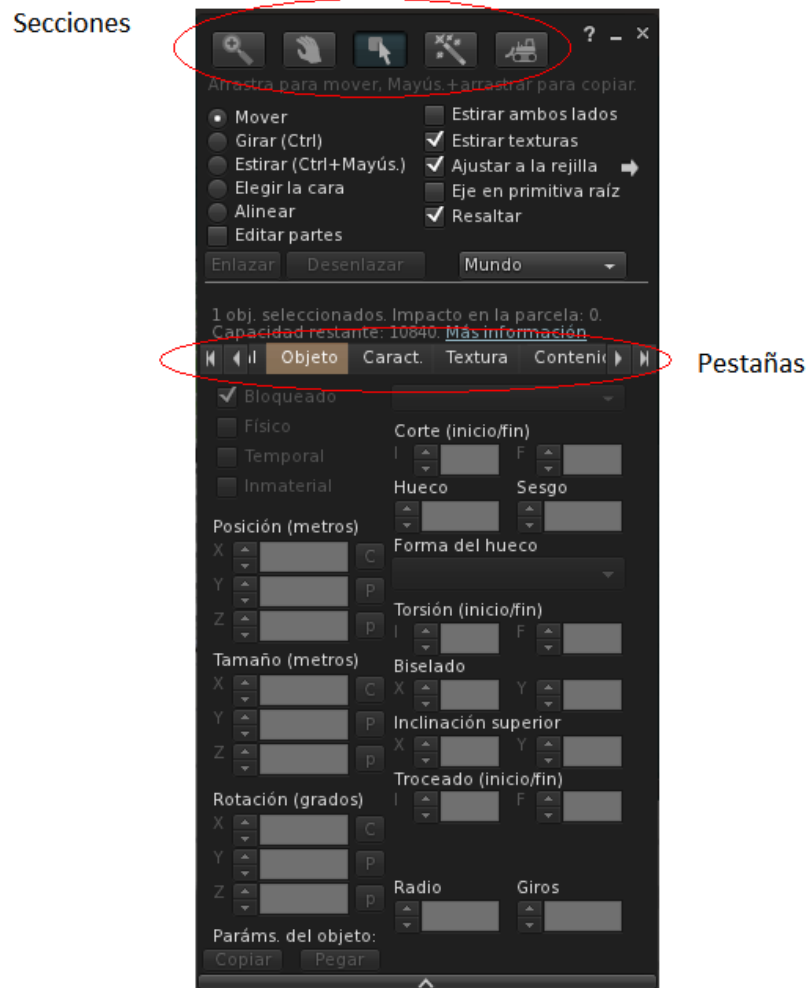 Secciones
? _ ×
Arrastra para mover, Mayús.+arrastrar para copiar.
Mover
Girar (Ctrl)
Estirar (Ctrl+Mayús.)
Elegir la cara
Alinear
Editar partes
Estirar ambos lados
Estirar texturas
Ajustar a la rejilla
Eje en primitiva raíz
Resaltar
Enlazar Desenlazar Mundo
1 obj. seleccionados. Impacto en la parcela: 0.
Capacidad restante: 10840. Más información
al Objeto Caract. Textura Contenic
Pestañas
Bloqueado
Físico
Temporal
Inmaterial
Posición (metros)
X C
Y P
Z p
Tamaño (metros)
X C
Y P
Z p
Rotación (grados)
X C
Y P
Z p
Paráms. del objeto:
Copiar Pegar
Corte (inicio/fin)
I F
Hueco Sesgo
Forma del hueco
Torsión (inicio/fin)
I F
Biselado
X Y
Inclinación superior
X Y
Troceado (inicio/fin)
I F
Radio Giros